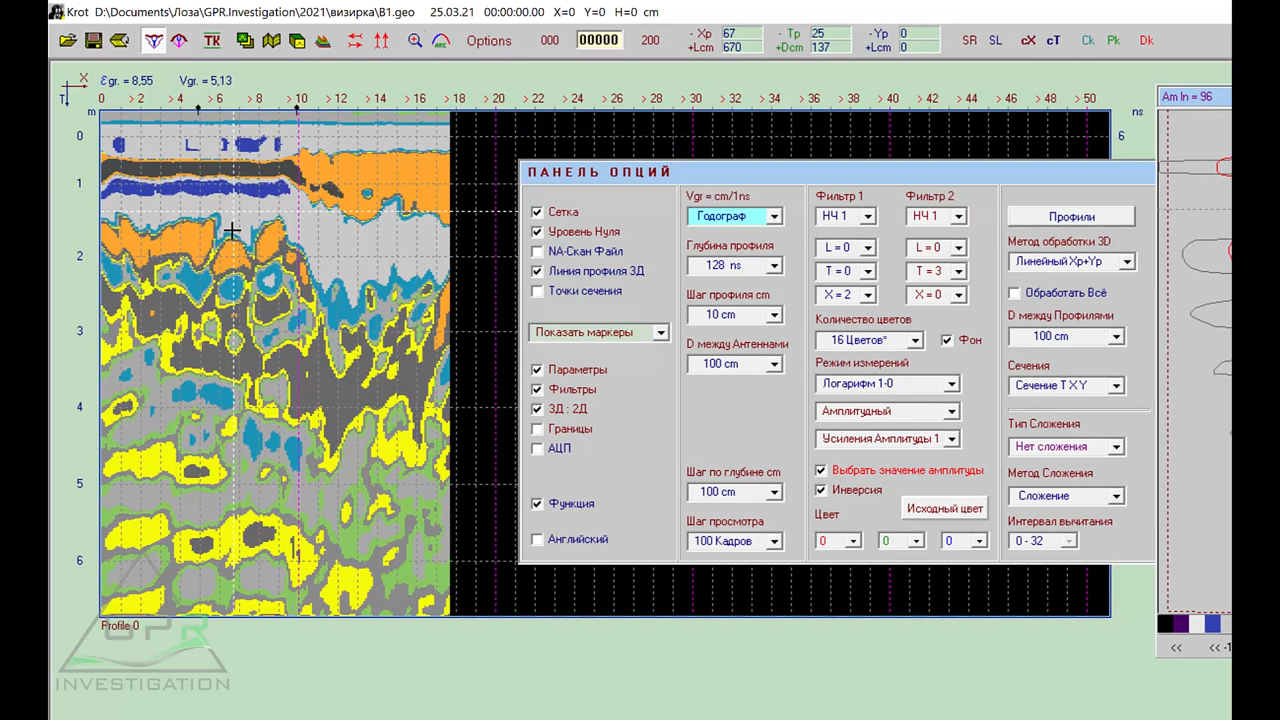 Krot D:\Documents\Лоза\GPR.Investigation\2021\визирка\B1.geo 25.03.21 00:00:00.00 X=0 Y=0 H=0 cm
TK Options 000 00000 200 - Xp 67 - Tp 25 - Yp 0 SR SL cX cT Ck Pk Dk
+Lcm 670 +Dcm 137 +Lcm 0
X Ɛgr. = 8,55 Vgr. = 5,13
T 0 2 4 6 8 10 12 14 16 18 20 22 24 26 28 30 32 34 36 38 40 42 44 46 48 50
m ns
0 6
1
2
3
4
5
6
Profile 0
Am In = 96
ПАНЕЛЬ ОПЦИЙ
Сетка
Уровень Нуля
NA-Скан Файл
Линия профиля 3Д
Точки сечения
Показать маркеры
Параметры
Фильтры
3Д : 2Д
Границы
АЦП
Функция
Английский
Vgr = cm/1ns
Годограф
Глубина профиля
128 ns
Шаг профиля cm
10 cm
D между Антеннами
100 cm
Шаг по глубине cm
100 cm
Шаг просмотра
100 Кадров
Фильтр 1 Фильтр 2
НЧ 1 НЧ 1
L = 0 L = 0
T = 0 T = 3
X = 2 X = 0
Количество цветов
16 Цветов* Фон
Режим измерений
Логарифм 1-0
Амплитудный
Усиления Амплитуды 1
Выбрать значение амплитуды
Инверсия
Исходный цвет
Цвет
0 0 0
Профили
Метод обработки 3D
Линейный Xp+Yp
Обработать Всё
D между Профилями
100 cm
Сечения
Сечение T X Y
Тип Сложения
Нет сложения
Метод Сложения
Сложение
Интервал вычитания
0 - 32
<< << -1
GPR
INVESTIGATION